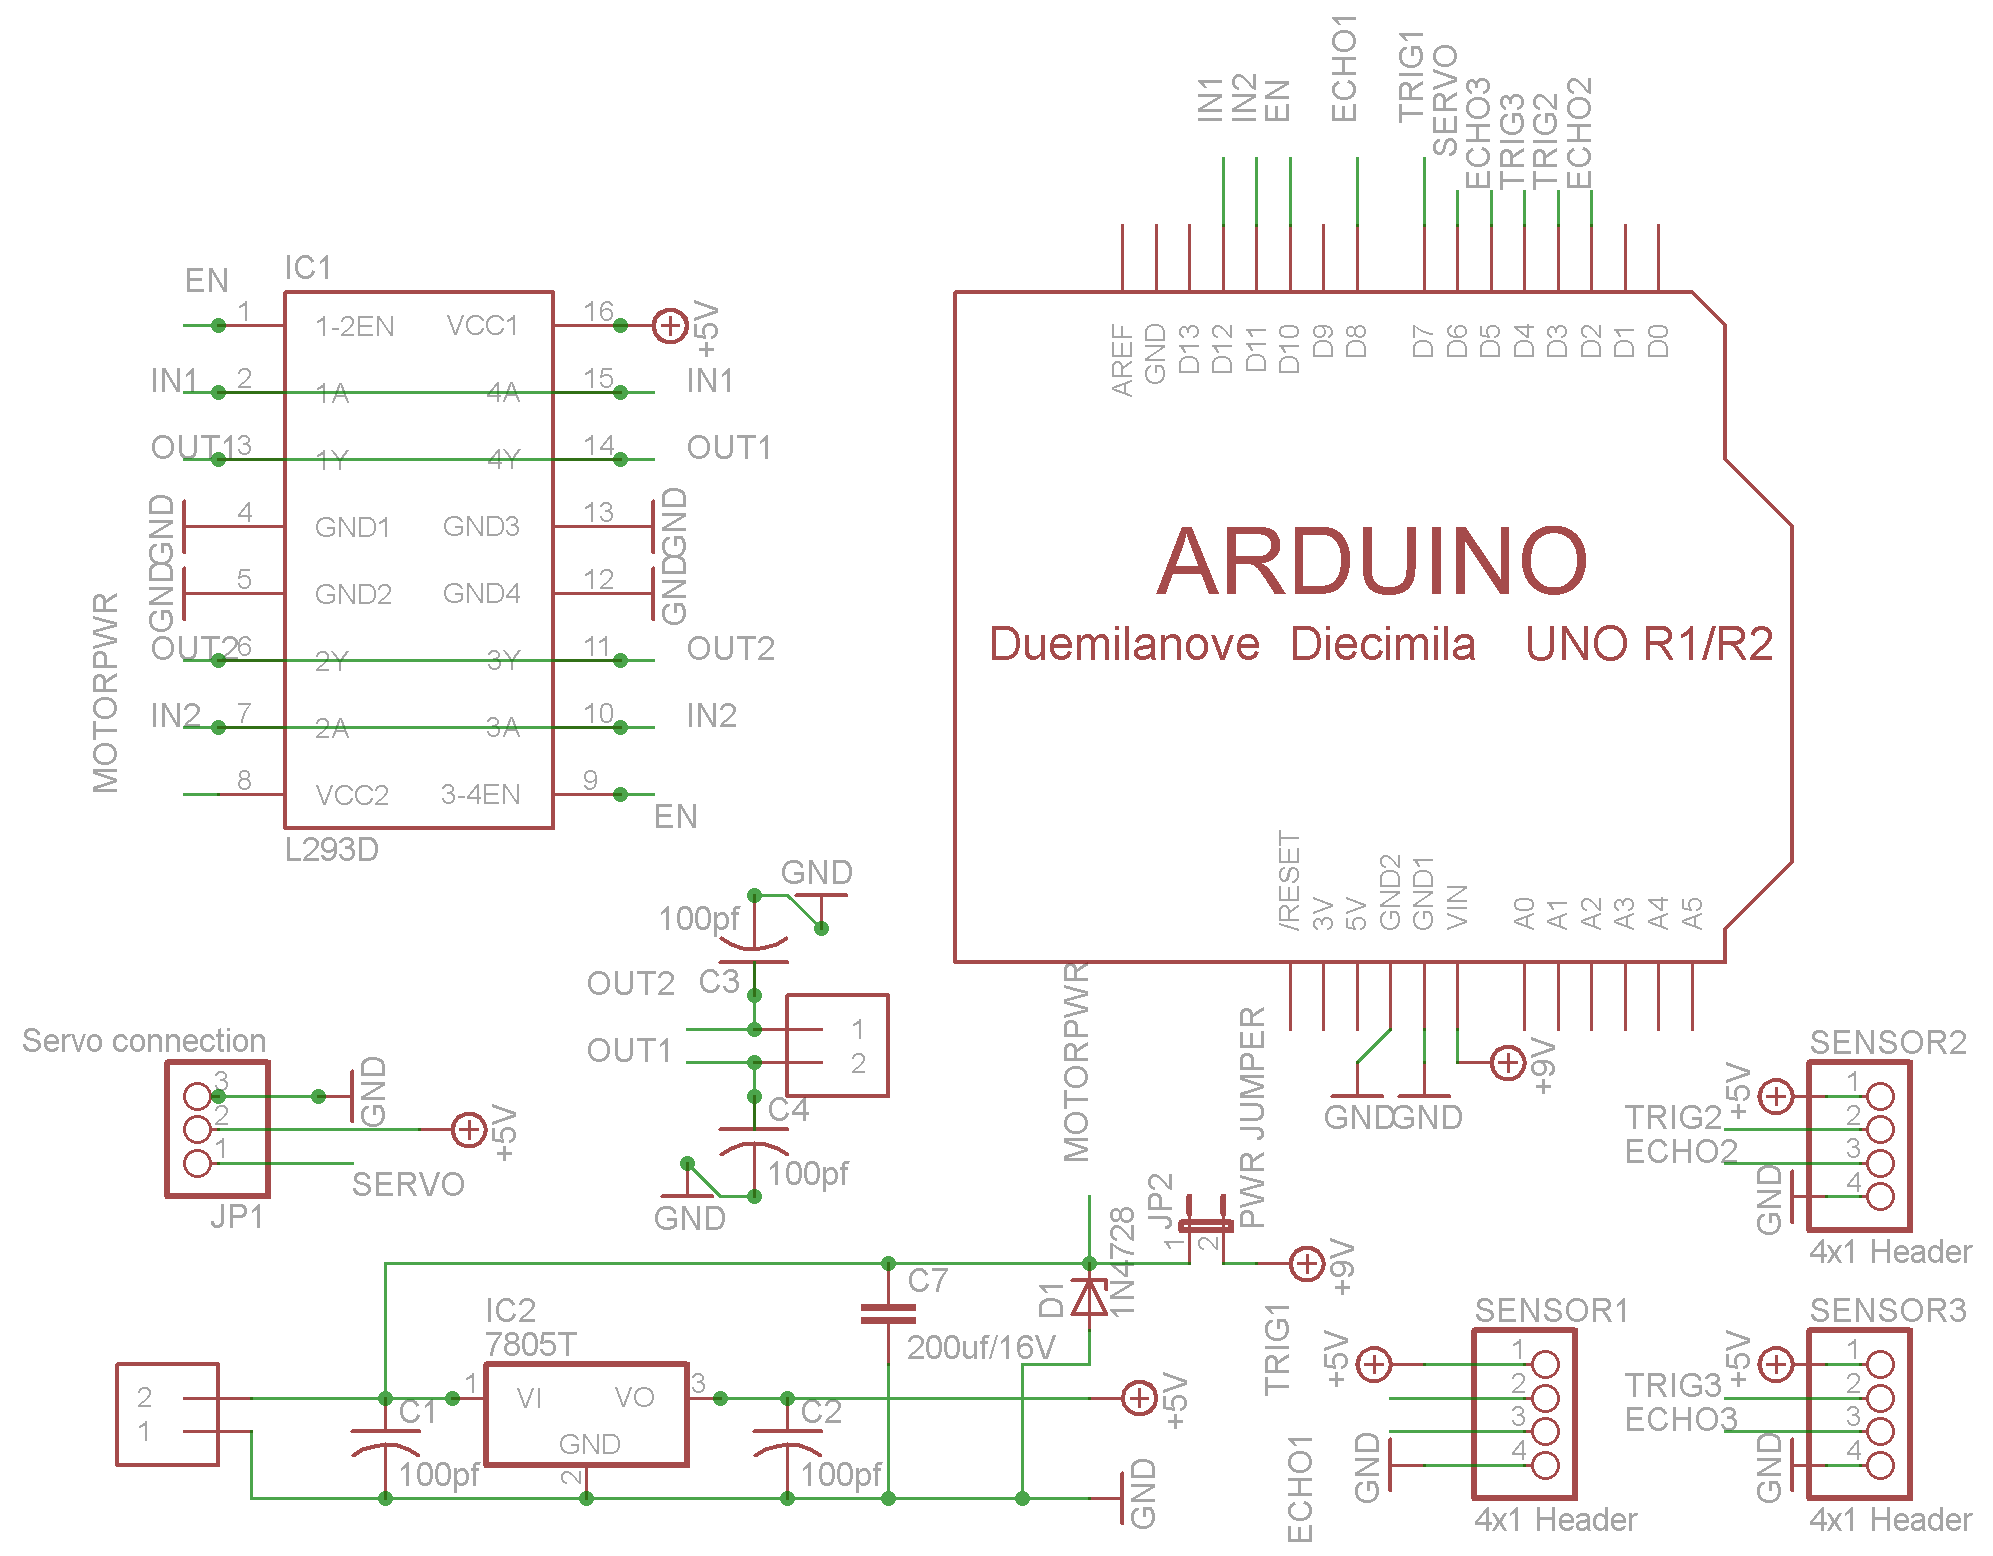 IN1
IN2
EN
ECHO1
TRIG1
SERVO
ECHO3
TRIG3
TRIG2
ECHO2
AREF
GND
D13
D12
D11
D10
D9
D8
D7
D6
D5
D4
D3
D2
D1
D0
ARDUINO
Duemilanove Diecimila UNO R1/R2
/RESET
3V
5V
GND2
GND1
VIN
A0
A1
A2
A3
A4
A5
GND
GND
+9V
IC1
EN
1 1-2EN VCC1 16 +5V
IN1 2 1A 4A 15 IN1
OUT1 3 1Y 4Y 14 OUT1
GND 4 GND1 GND3 13 GND
GND 5 GND2 GND4 12 GND
OUT2 6 2Y 3Y 11 OUT2
IN2 7 2A 3A 10 IN2
MOTORPWR 8 VCC2 3-4EN 9 EN
L293D
GND
100pf
C3
OUT2
OUT1
1
2
C4
100pf
GND
Servo connection
3
2
1
GND
+5V
SERVO
JP1
MOTORPWR
JP2
PWR JUMPER
1
2
+9V
D1
1N4728
C7
200uf/16V
IC2
7805T
1 VI VO 3
GND
2
2
1
C1
100pf
C2
100pf
+5V
GND
SENSOR2
+5V
TRIG2
ECHO2
GND
1
2
3
4
4x1 Header
SENSOR1
TRIG1
+5V
ECHO1
GND
1
2
3
4
4x1 Header
SENSOR3
+5V
TRIG3
ECHO3
GND
1
2
3
4
4x1 Header